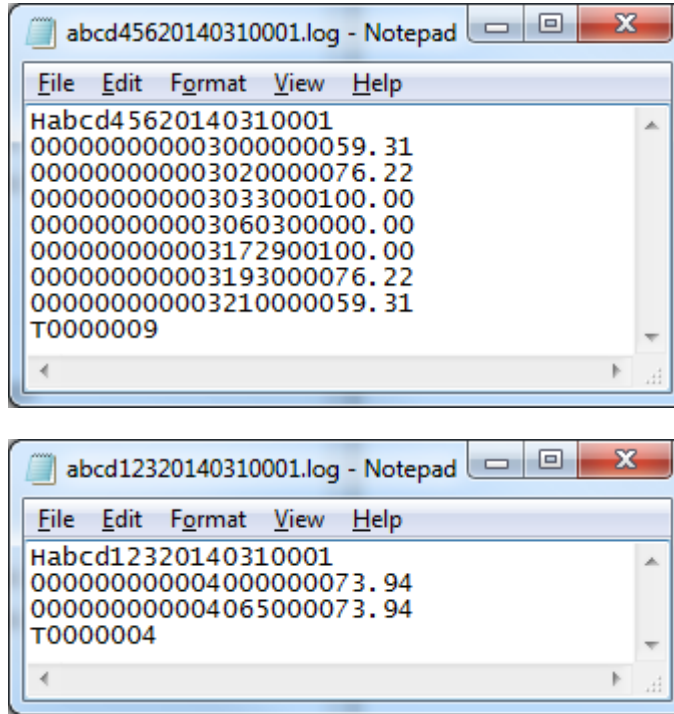 abcd45620140310001.log - Notepad
File Edit Format View Help
Habcd45620140310001
0000000000003000000059.31
0000000000003020000076.22
0000000000003033000100.00
0000000000003060300000.00
0000000000003172900100.00
0000000000003193000076.22
0000000000003210000059.31
T0000009
abcd12320140310001.log - Notepad
File Edit Format View Help
Habcd12320140310001
0000000000004000000073.94
0000000000004065000073.94
T0000004